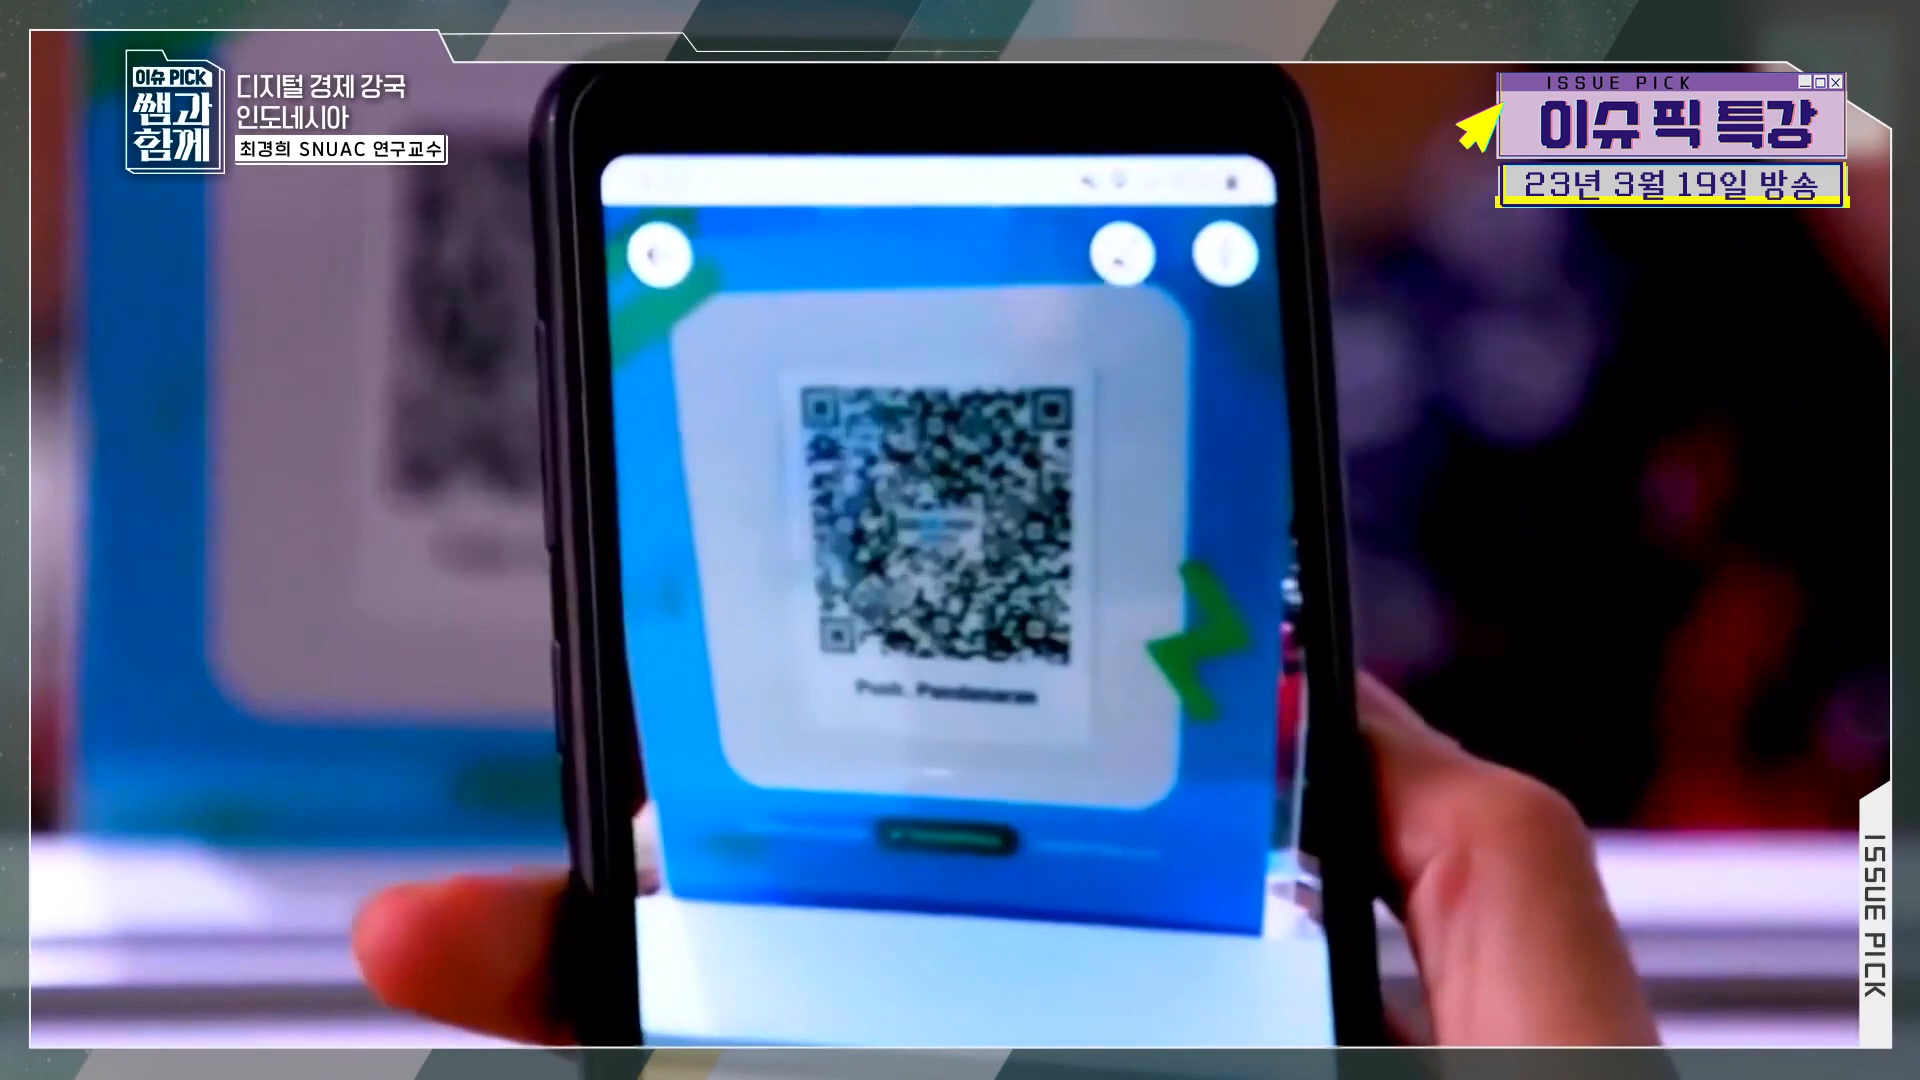 이슈 PICK
쌤과
함께
디지털 경제 강국
인도네시아
최경희 SNUAC 연구교수
ISSUE PICK
이슈 픽 특강
23년 3월 19일 방송
Pusk. Pandanaran
ISSUE PICK